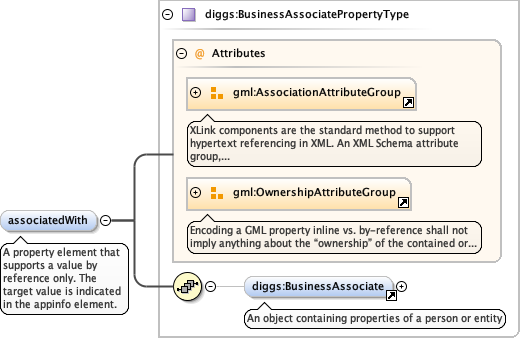 diggs:BusinessAssociatePropertyType
@ Attributes
gml:AssociationAttributeGroup
XLink components are the standard method to support
hypertext referencing in XML. An XML Schema attribute
group,...
gml:OwnershipAttributeGroup
Encoding a GML property inline vs. by-reference shall not
imply anything about the “ownership” of the contained or...
associatedWith
A property element that
supports a value by
reference only. The
target value is indicated
in the appinfo element.
diggs:BusinessAssociate
An object containing properties of a person or entity